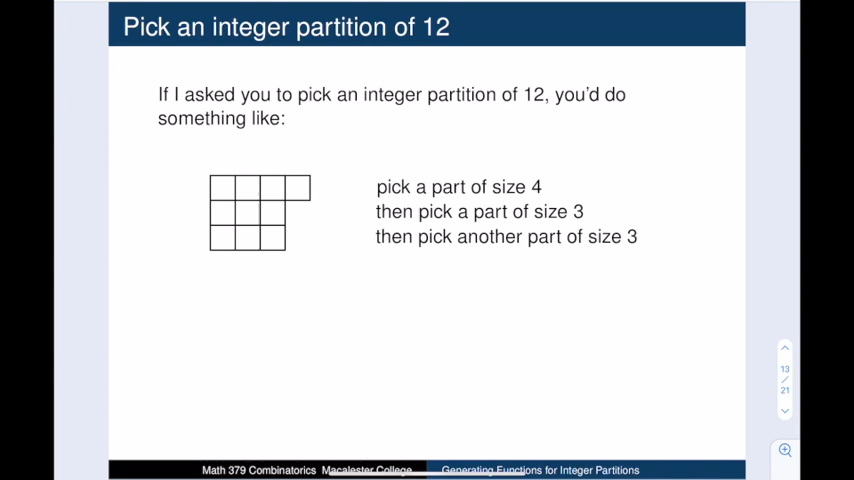 Pick an integer partition of 12
If I asked you to pick an integer partition of 12, you'd do
something like:
pick a part of size 4
then pick a part of size 3
then pick another part of size 3
13
/
21
Math 379 Combinatorics Macalester College
Generating Functions for Integer Partitions